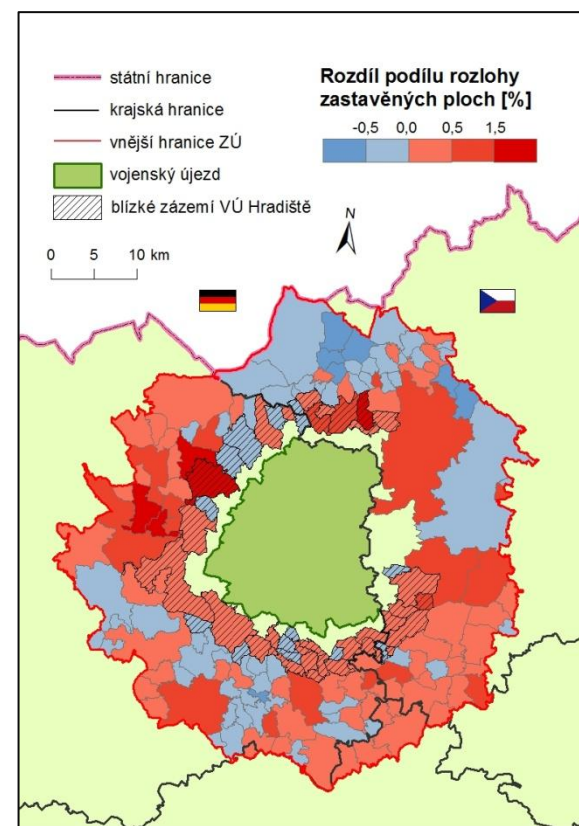 státní hranice
krajská hranice
vnější hranice ZÚ
vojenský újezd
blízké zázemí VÚ Hradiště
0 5 10 km
Rozdíl podílu rozlohy
zastavěných ploch [%]
-0,5 0,0 0,5 1,5
N